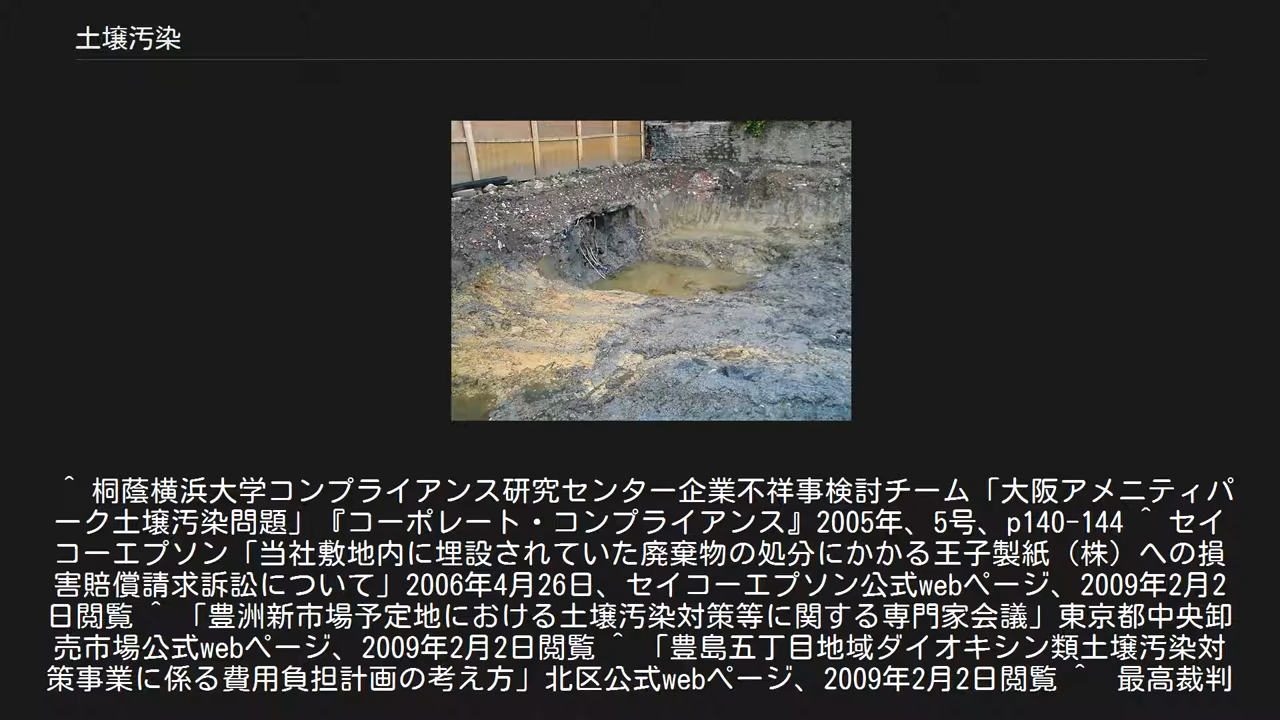 土壌汚染
^ 桐蔭横浜大学コンプライアンス研究センター企業不祥事検討チーム「大阪アメニティパ
ーク土壌汚染問題」『コーポレート・コンプライアンス』2005年、5号、p140-144 ^ セイ
コーエプソン「当社敷地内に埋設されていた廃棄物の処分にかかる王子製紙（株）への損
害賠償請求訴訟について」2006年4月26日、セイコーエプソン公式webページ、2009年2月2
日閲覧 ^ 「豊洲新市場予定地における土壌汚染対策等に関する専門家会議」東京都中央卸
売市場公式webページ、2009年2月2日閲覧 ^ 「豊島五丁目地域ダイオキシン類土壌汚染対
策事業に係る費用負担計画の考え方」北区公式webページ、2009年2月2日閲覧 ^ 最高裁判